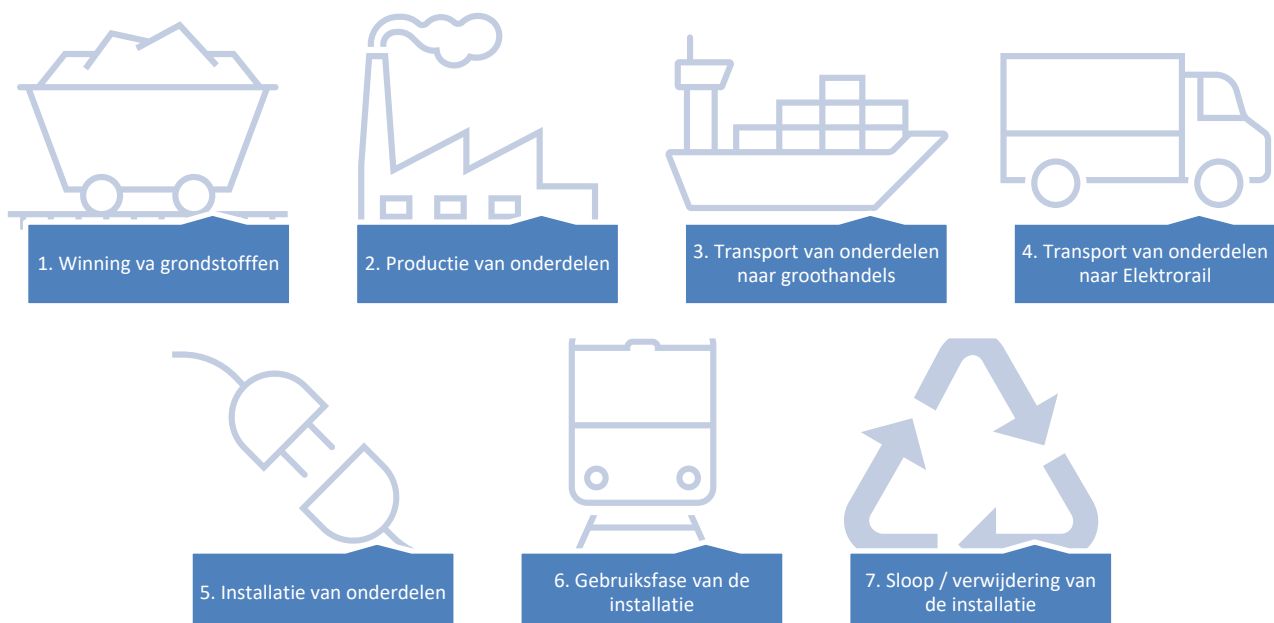 1. Winning va grondstofffen
2. Productie van onderdelen
3. Transport van onderdelen
naar groothandels
4. Transport van onderdelen
naar Elektrorail
5. Installatie van onderdelen
6. Gebruiksfase van de
installatie
7. Sloop / verwijdering van
de installatie